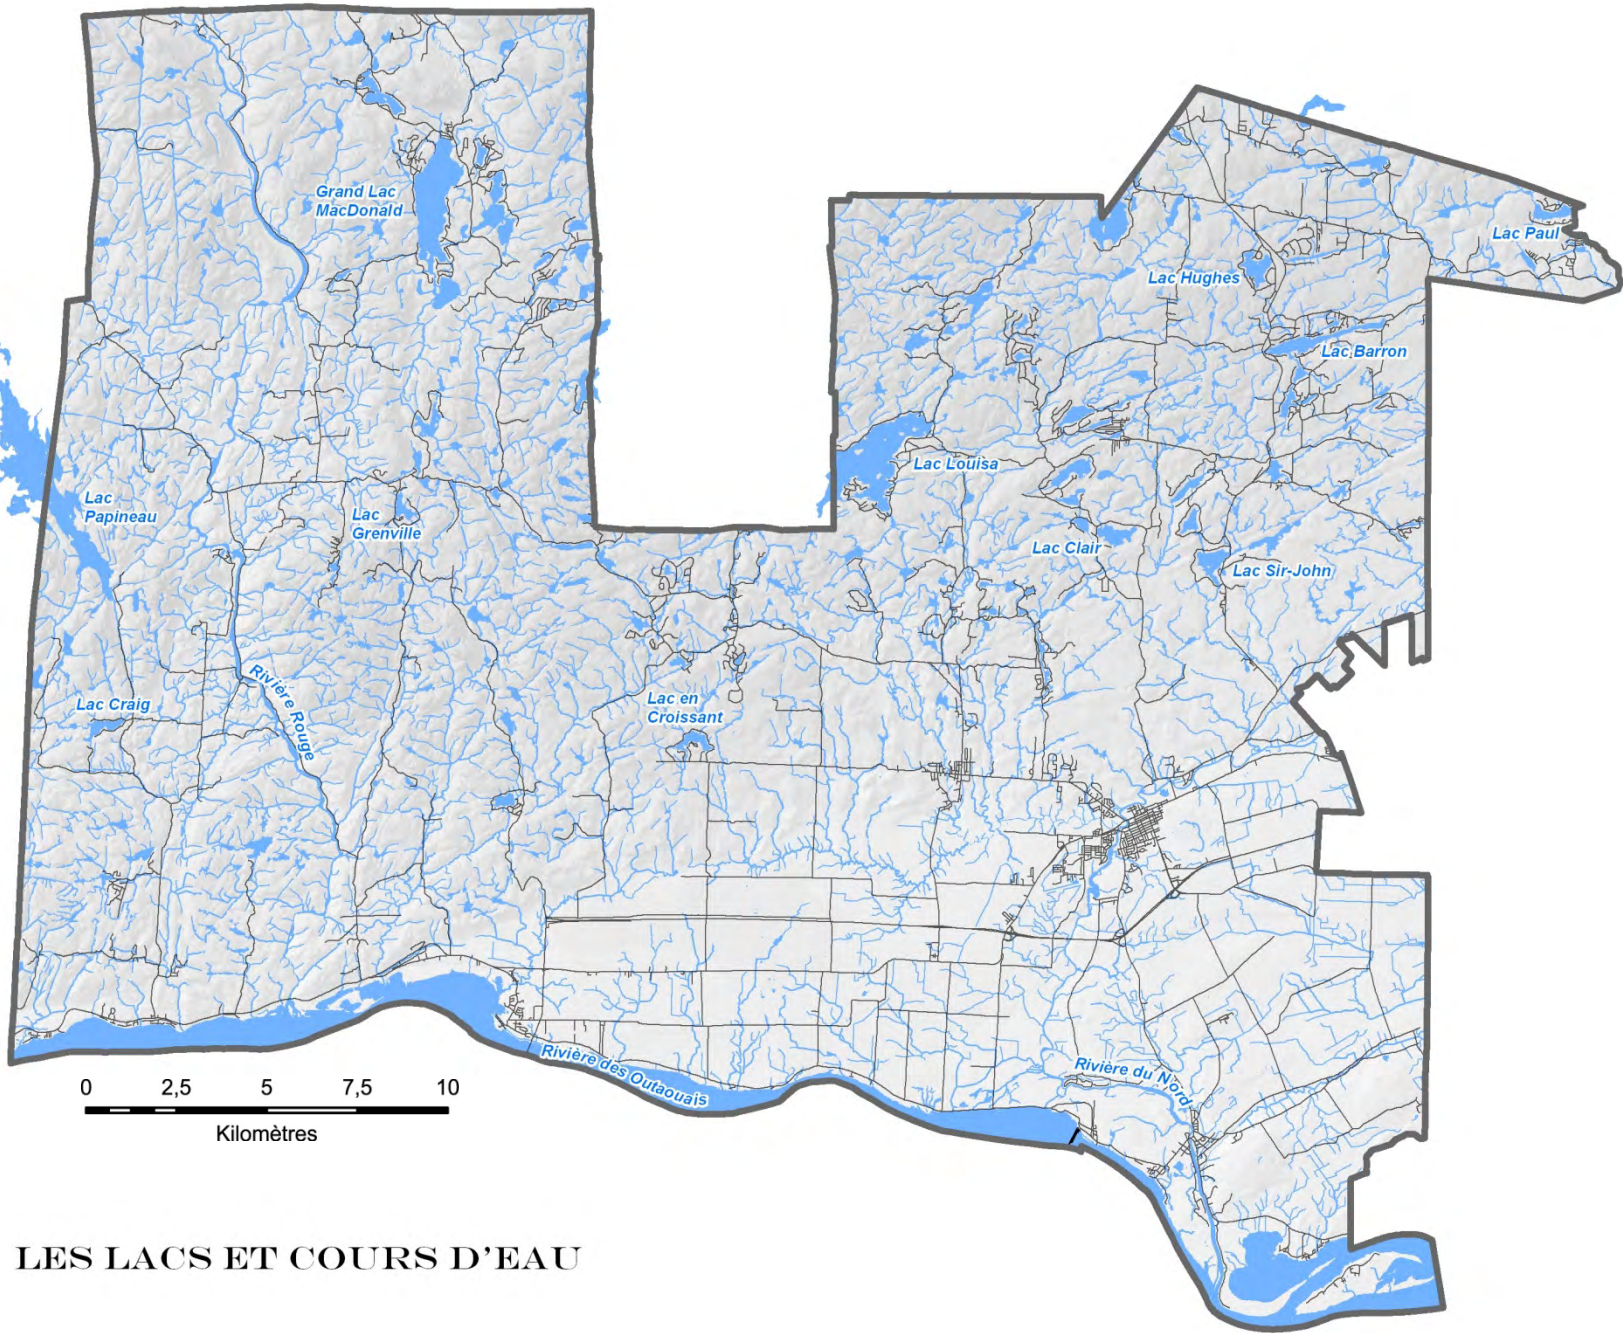 Grand Lac
MacDonald
Lac Paul
Lac Hughes
Lac Barron
Lac Louisa
Lac
Papineau
Lac
Grenville
Lac Clair
Lac Sir-John
Lac Craig
Rivière Rouge
Lac en
Croissant
Rivière des Outaouais
Rivière du Nord
0 2,5 5 7,5 10
Kilomètres
LES LACS ET COURS D'EAU